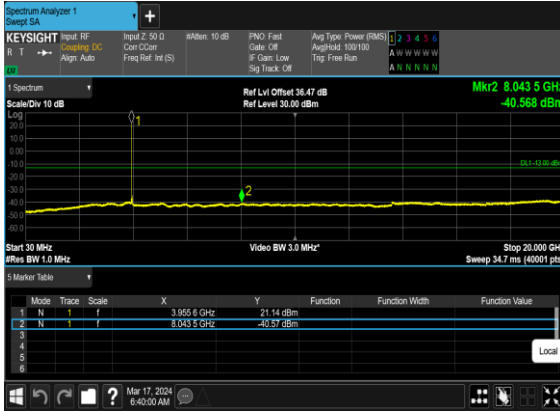 Spectrum Analyzer 1
Swept SA
+
KEYSIGHT
R T
Input: RF
Coupling: DC
Align: Auto
Input Z: 50 Ω
Corr CCorr
Freq Ref: Int (S)
#Atten: 10 dB
PNO: Fast
Gate: Off
IF Gain: Low
Sig Track: Off
Avg Type: Power (RMS)
Avg|Hold: 100/100
Trig: Free Run
1 2 3 4 5 6
A W W W W W
A N N N N N
1 Spectrum
Scale/Div 10 dB
Ref Lvl Offset 36.47 dB
Ref Level 30.00 dBm
Mkr2 8.043 5 GHz
-40.568 dBm
Log
20.0
10.0
0.00
-10.0
-20.0
-30.0
-40.0
-50.0
-60.0
1
2
DL1 -13.00 dBm
Start 30 MHz
#Res BW 1.0 MHz
Video BW 3.0 MHz*
Stop 20.000 GH
Sweep 34.7 ms (40001 pts
5 Marker Table
Mode Trace Scale X Y Function Function Width Function Value
1 N 1 f 3.955 6 GHz 21.14 dBm
2 N 1 f 8.043 5 GHz -40.57 dBm
3
4
5
6
Local
?
Mar 17, 2024
6:40:00 AM